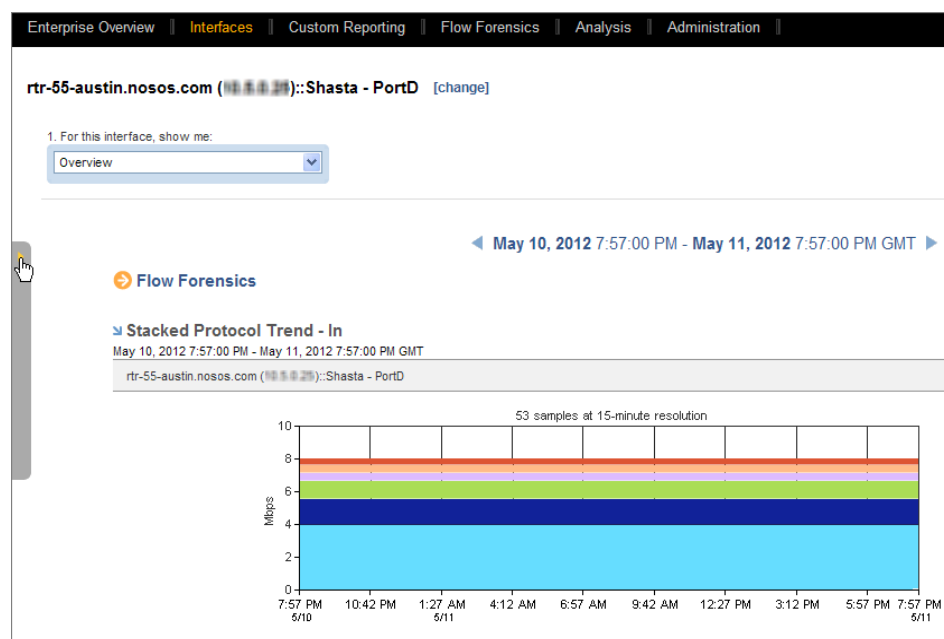 Enterprise Overview || Interfaces || Custom Reporting || Flow Forensics || Analysis || Administration ||
rtr-55-austin.nosos.com ( )::Shasta - PortD [change]
1. For this interface, show me:
Overview
May 10, 2012 7:57:00 PM - May 11, 2012 7:57:00 PM GMT
Flow Forensics
Stacked Protocol Trend - In
May 10, 2012 7:57:00 PM - May 11, 2012 7:57:00 PM GMT
rtr-55-austin.nosos.com ( )::Shasta - PortD
53 samples at 15-minute resolution
10
8
6
4
2
0
Mbps
7:57 PM 10:42 PM 1:27 AM 4:12 AM 6:57 AM 9:42 AM 12:27 PM 3:12 PM 5:57 PM 7:57 PM
5/10 5/11 5/11